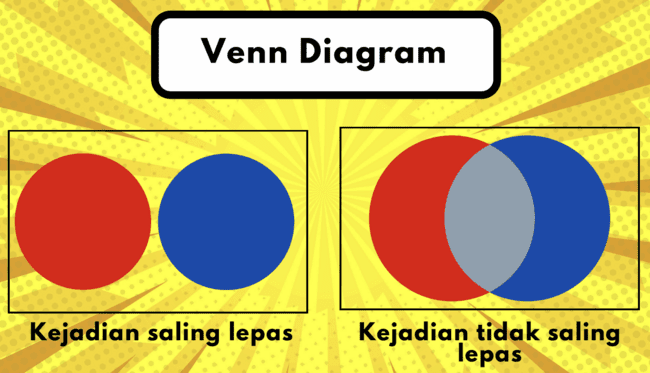 Venn Diagram
Kejadian saling lepas
Kejadian tidak saling
lepas